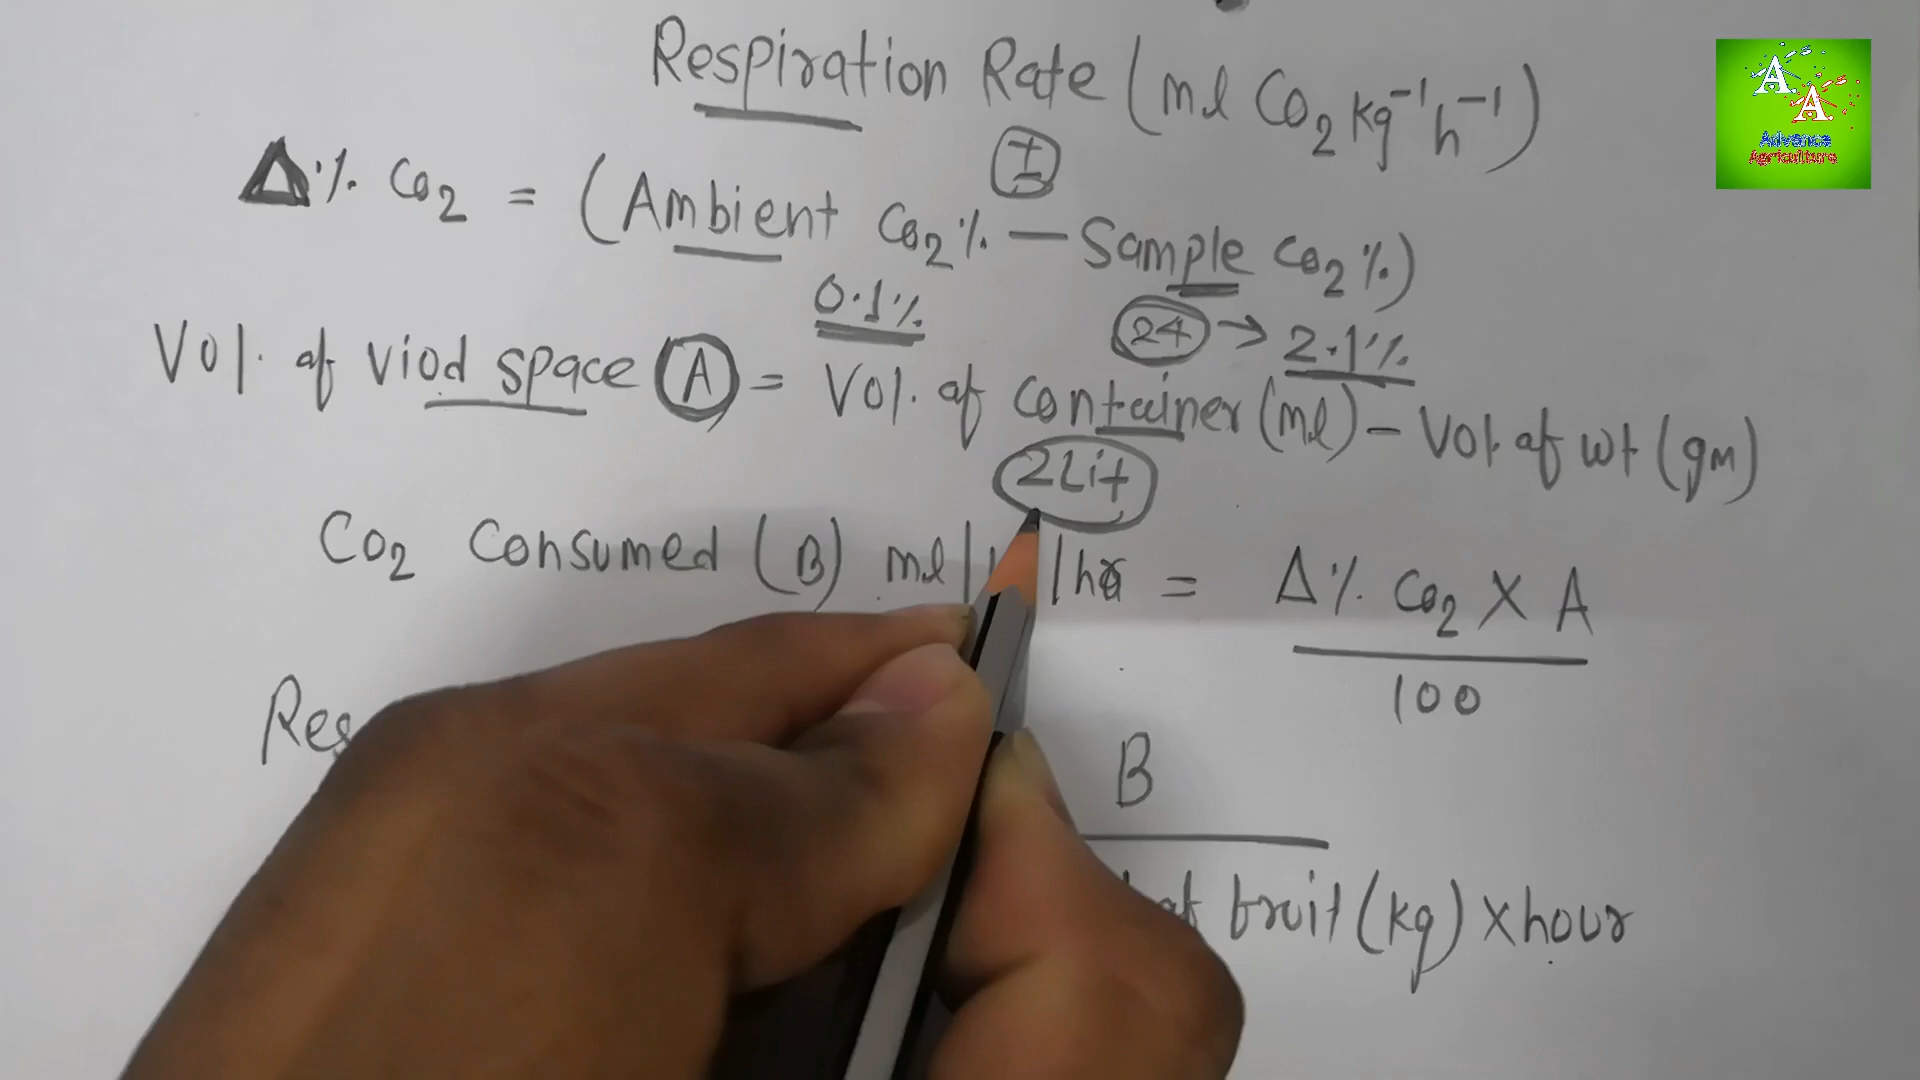 Respiration Rate (ml Co₂ kg⁻¹ h⁻¹)
±
Δ% Co₂ = (Ambient Co₂% — Sample Co₂%)
0.1%
24 → 2.1%
Vol. of Viod space (A) = Vol. of container (ml) - Vol. of wt (gm)
2Lit
Co₂ Consumed (B) ml/ /hr = Δ% Co₂ X A
100
Res
B
of fruit (kg) x hour
A
A
Advance
Agriculture